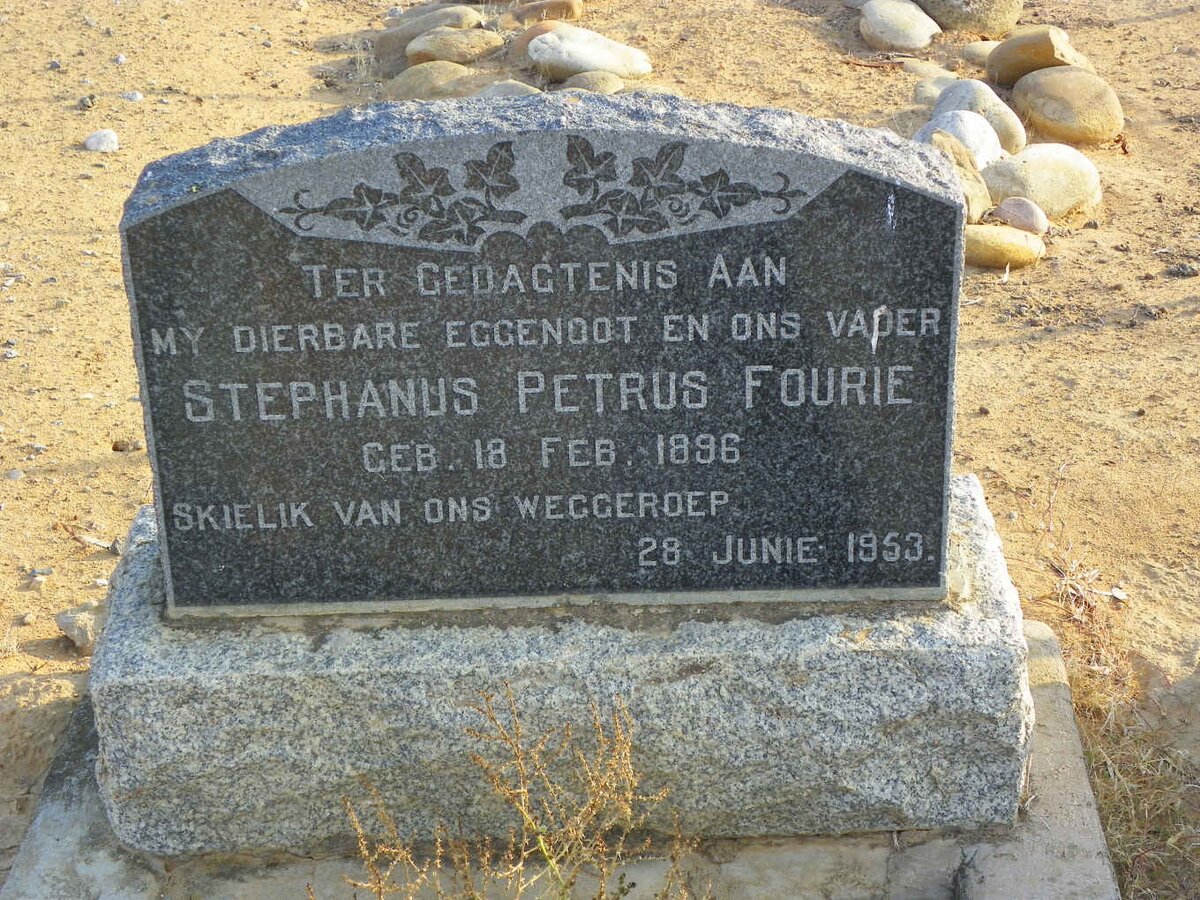 TER GEDAGTENIS AAN
MY DIERBARE EGGENOOT EN ONS VADER
STEPHANUS PETRUS FOURIE
GEB. 18 FEB. 1896
SKIELIK VAN ONS WEGGEROEP
28 JUNIE 1953.